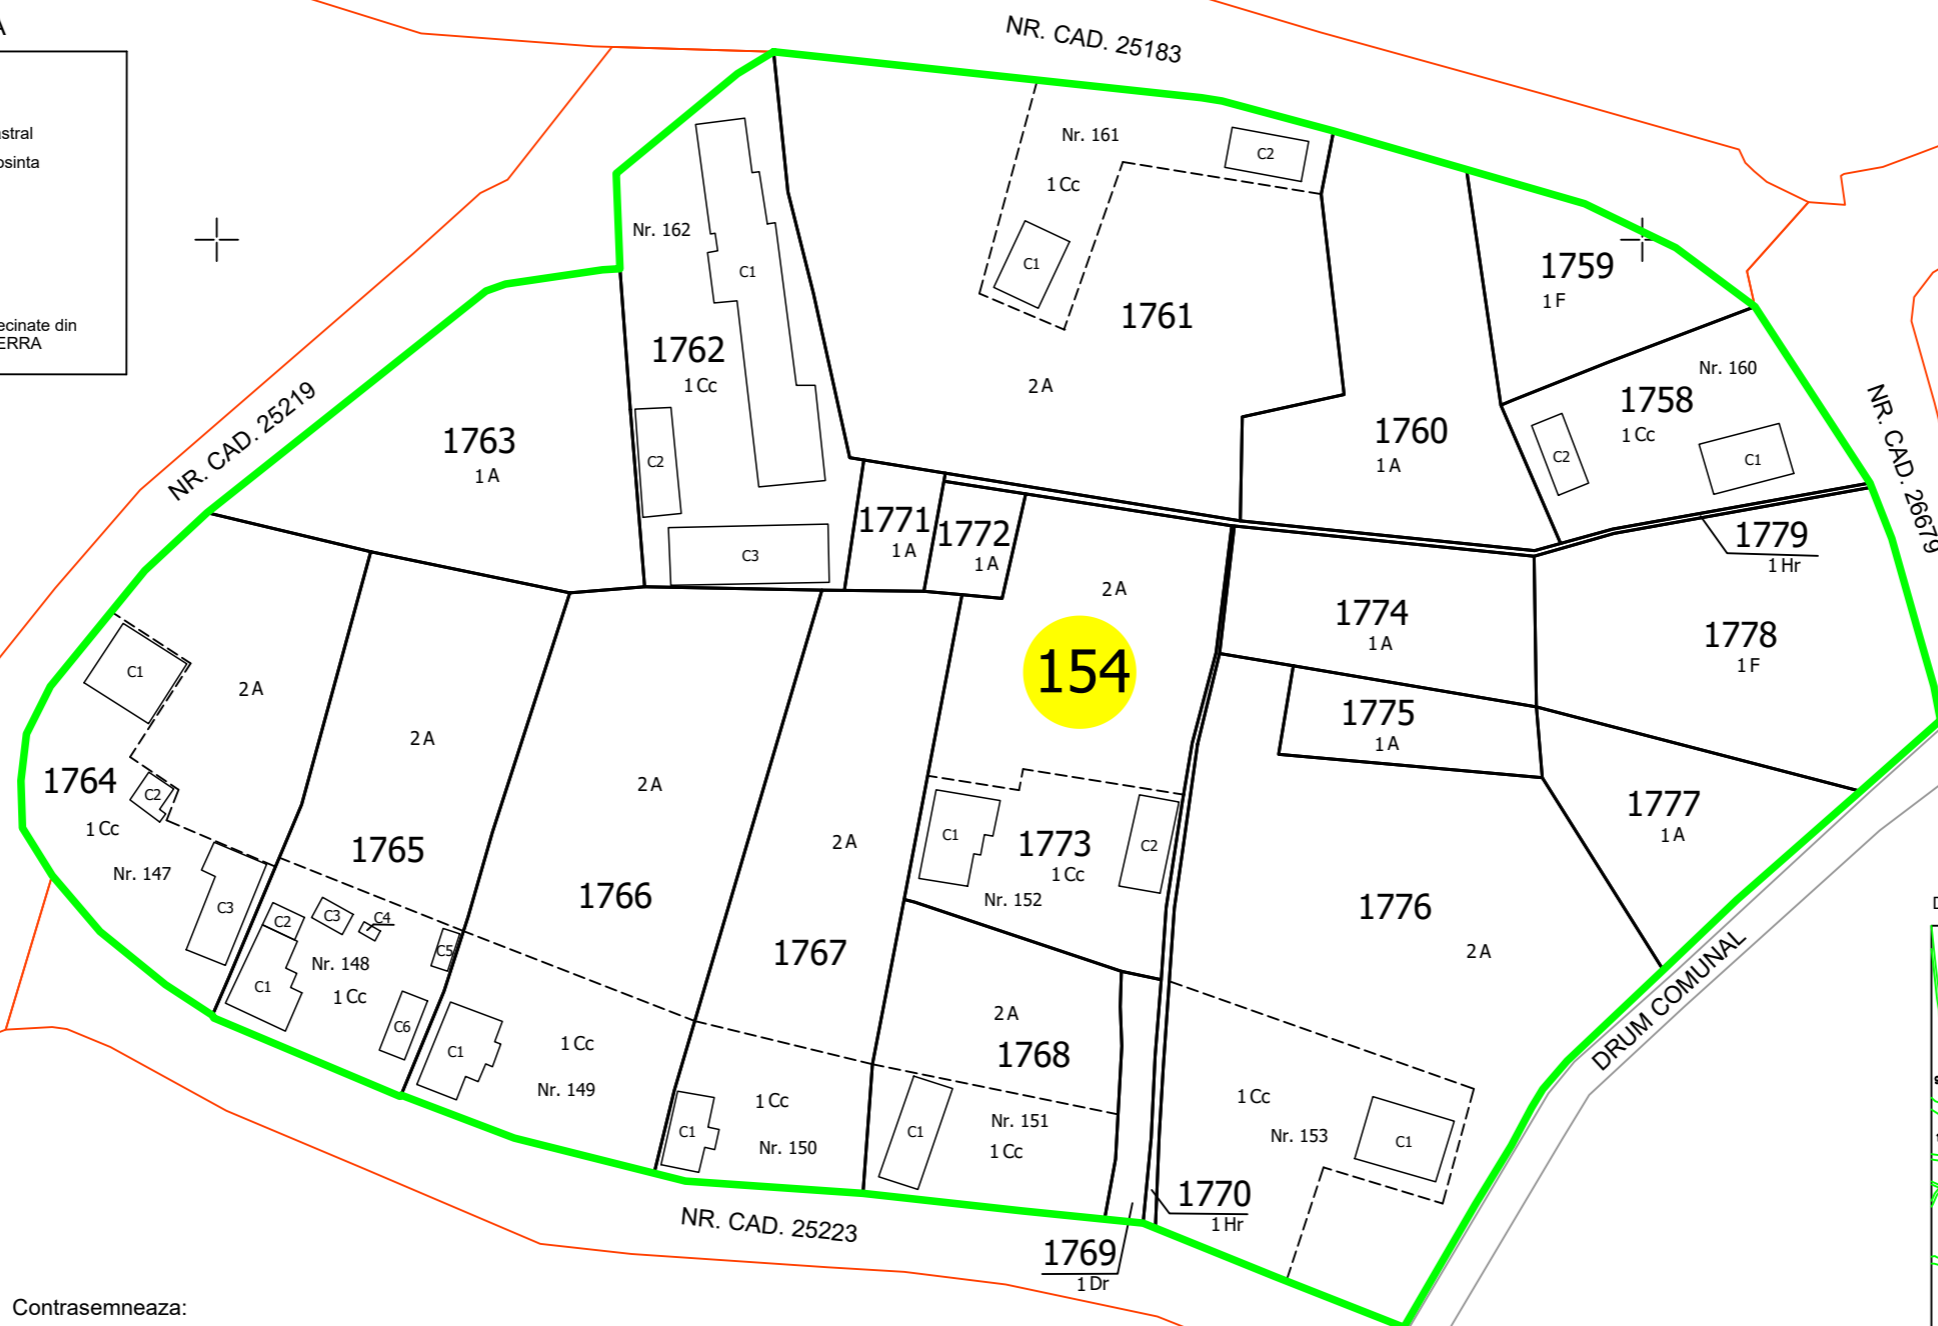 NR. CAD. 25183
A
astral
osinta
ecinate din
ERRA
Nr. 161
1 Cc
C2
C1
1761
2 A
Nr. 162
C1
1762
1 Cc
C2
C3
1759
1 F
Nr. 160
1758
1 Cc
C2
C1
1760
1 A
NR. CAD. 26679
NR. CAD. 25219
1763
1 A
1771
1 A
1772
1 A
1779
1 Hr
2 A
154
1774
1 A
1778
1 F
1775
1 A
1777
1 A
C1
2 A
1764
C2
1 Cc
Nr. 147
C3
2 A
1765
C2
C3
C4
C5
Nr. 148
C1
1 Cc
C6
2 A
1766
1 Cc
C1
Nr. 149
2 A
1767
1 Cc
C1
Nr. 150
C1
1773
C2
1 Cc
Nr. 152
2 A
1768
Nr. 151
C1
1 Cc
1776
2 A
1 Cc
Nr. 153
C1
DRUM COMUNAL
1770
1 Hr
1769
1 Dr
NR. CAD. 25223
Contrasemneaza:
D